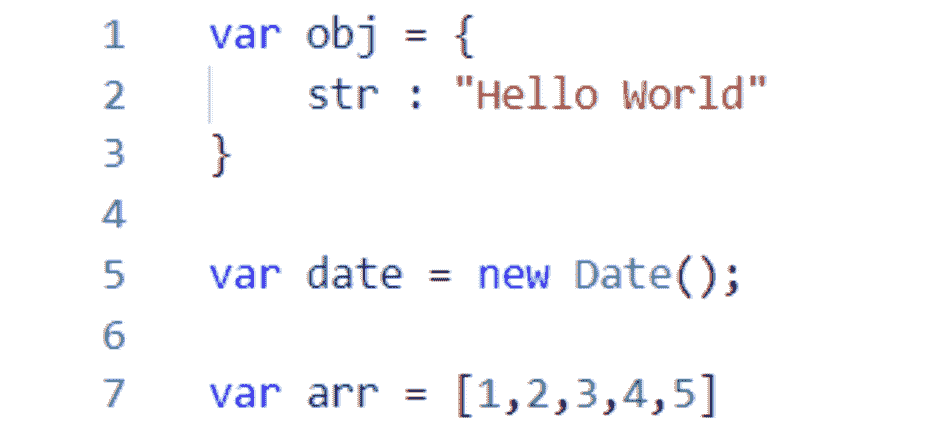 1 var obj = {
2 str : "Hello World"
3 }
4
5 var date = new Date();
6
7 var arr = [1,2,3,4,5]